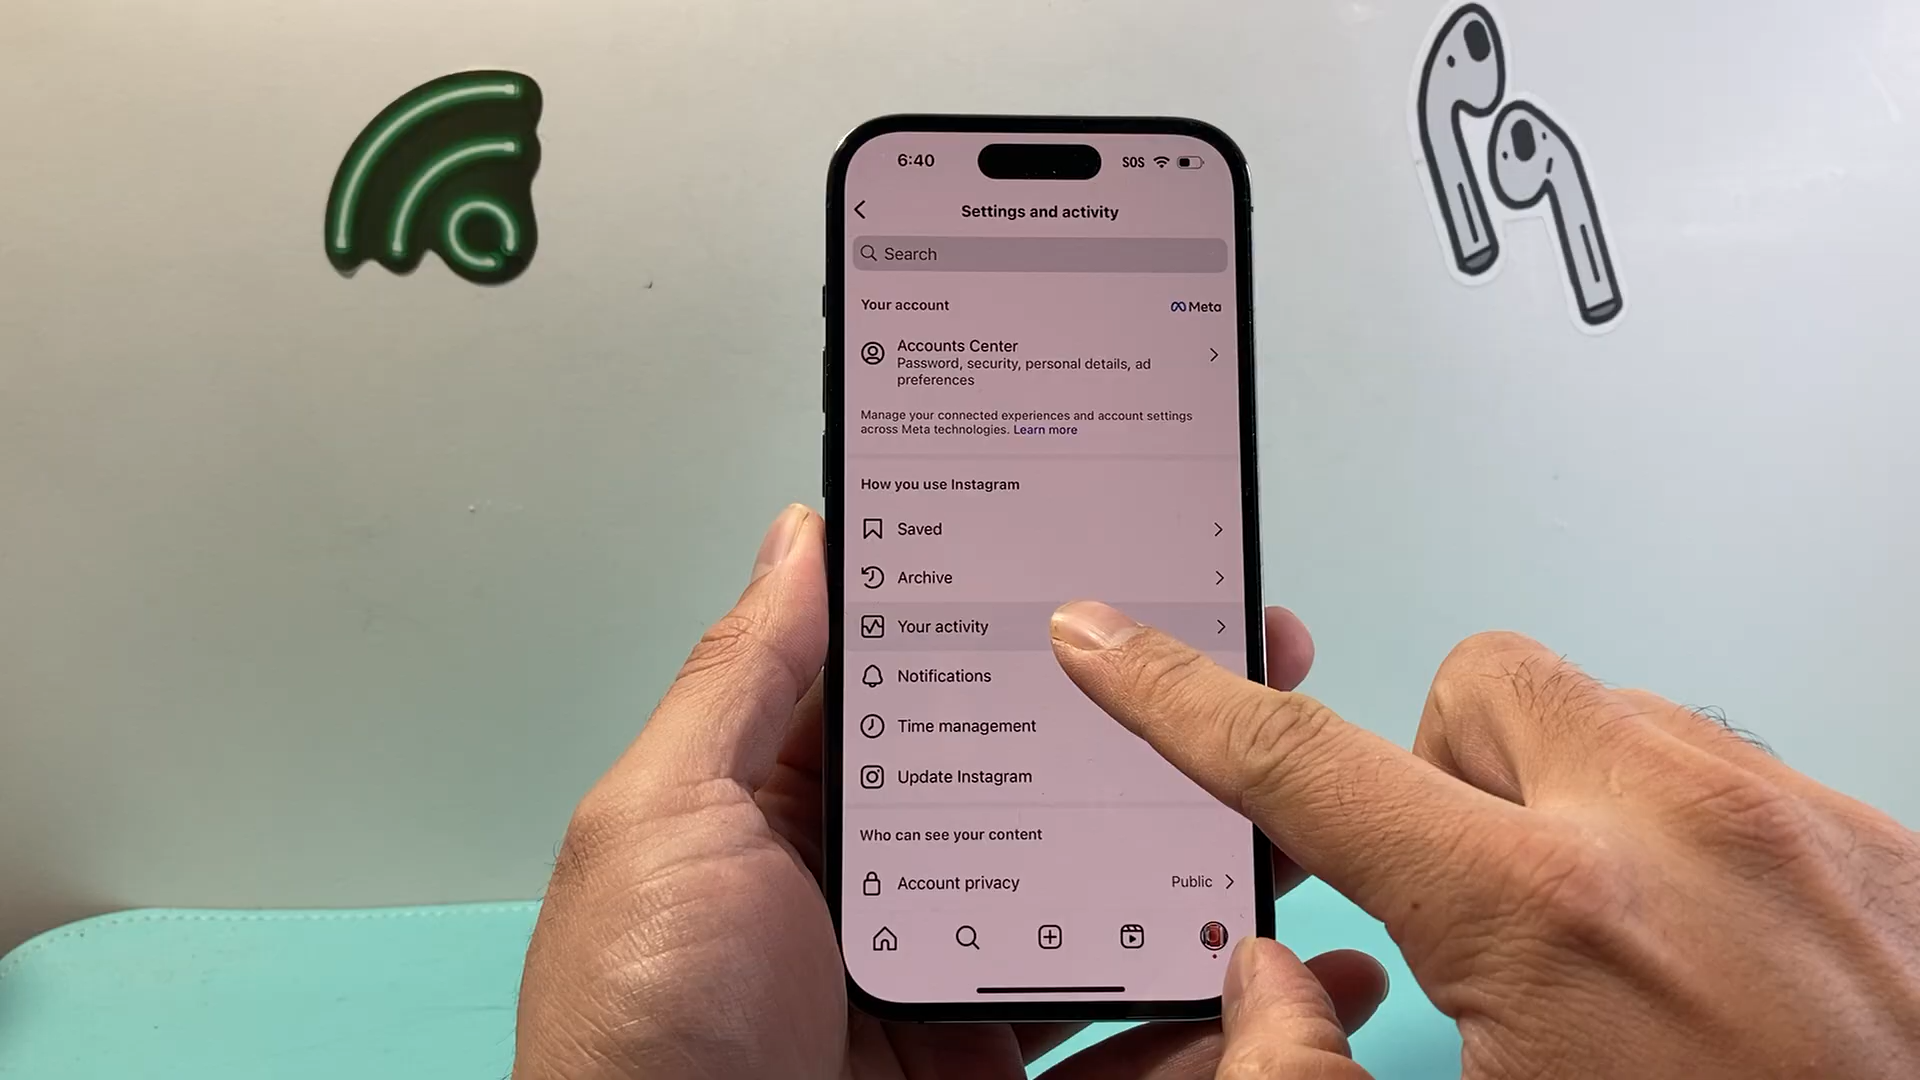 6:40 SOS
Settings and activity
Search
Your account Meta
Accounts Center
Password, security, personal details, ad
preferences
Manage your connected experiences and account settings
across Meta technologies. Learn more
How you use Instagram
Saved
Archive
Your activity
Notifications
Time management
Update Instagram
Who can see your content
Account privacy Public